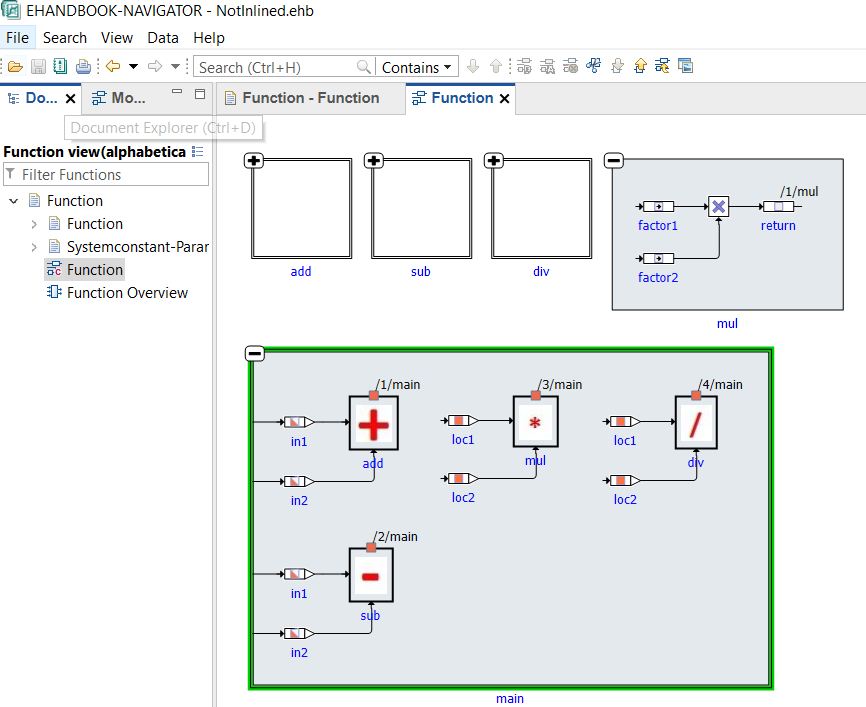 EHANDBOOK-NAVIGATOR - NotInlined.ehb
File Search View Data Help
Search (Ctrl+H) Contains
Do... Mo... Function - Function Function
Document Explorer (Ctrl+D)
Function view(alphabetica
Filter Functions
Function
Function
Systemconstant-Parar
Function
Function Overview
add sub div
/1/mul
factor1 return
factor2
mul
/1/main /3/main /4/main
+ * /
in1 loc1 loc1
add mul div
in2 loc2 loc2
/2/main
-
in1
sub
in2
main